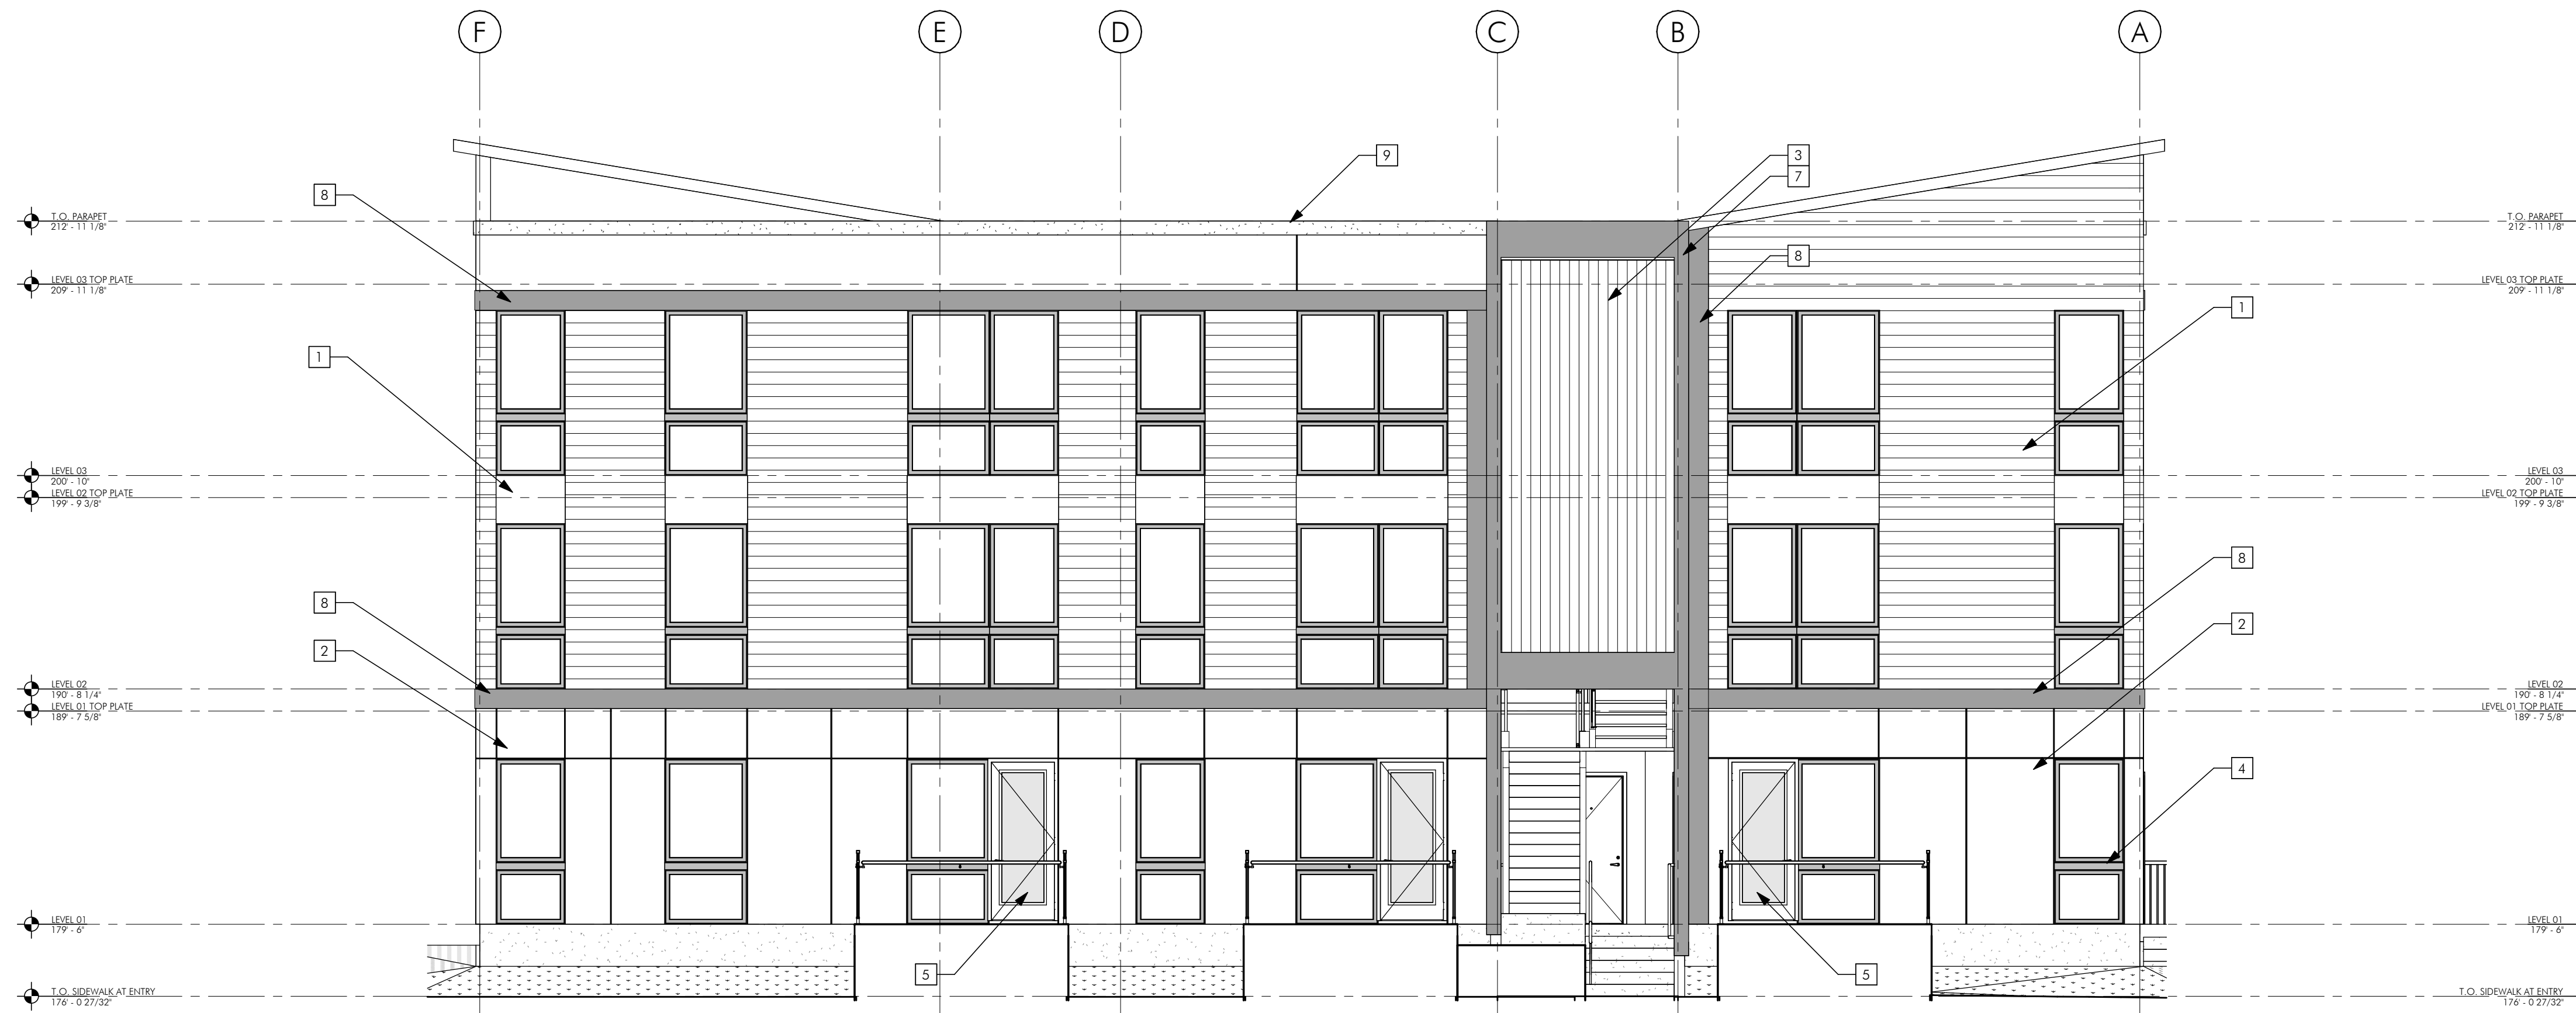 F
E
D
C
B
A
9
3
7
8
8
1
1
8
8
2
2
4
5
5
T.O. PARAPET
212' - 11 1/8"
LEVEL 03 TOP PLATE
209' - 11 1/8"
LEVEL 03
200' - 10"
LEVEL 02 TOP PLATE
199' - 9 3/8"
LEVEL 02
190' - 8 1/4"
LEVEL 01 TOP PLATE
189' - 7 5/8"
LEVEL 01
179' - 6"
T.O. SIDEWALK AT ENTRY
176' - 0 27/32"
T.O. PARAPET
212' - 11 1/8"
LEVEL 03 TOP PLATE
209' - 11 1/8"
LEVEL 03
200' - 10"
LEVEL 02 TOP PLATE
199' - 9 3/8"
LEVEL 02
190' - 8 1/4"
LEVEL 01 TOP PLATE
189' - 7 5/8"
LEVEL 01
179' - 6"
T.O. SIDEWALK AT ENTRY
176' - 0 27/32"